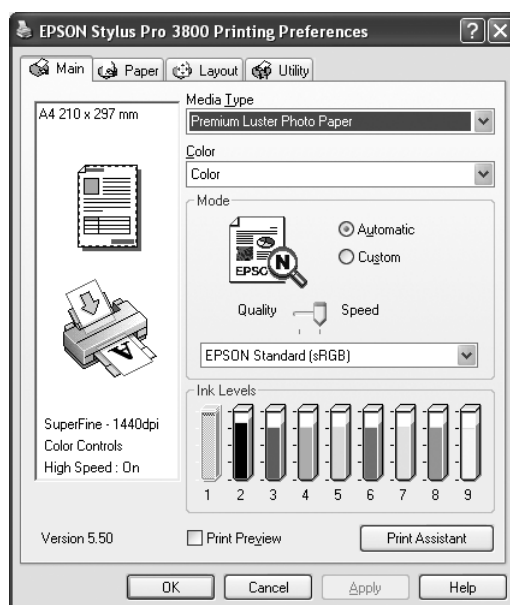 EPSON Stylus Pro 3800 Printing Preferences
Main Paper Layout Utility
A4 210 x 297 mm
Media Type
Premium Luster Photo Paper
Color
Color
Mode
EPSO
N
Automatic
Custom
Quality Speed
EPSON Standard (sRGB)
A
SuperFine - 1440dpi
Color Controls
High Speed : On
Ink Levels
1 2 3 4 5 6 7 8 9
Version 5.50
Print Preview
Print Assistant
OK Cancel Apply Help